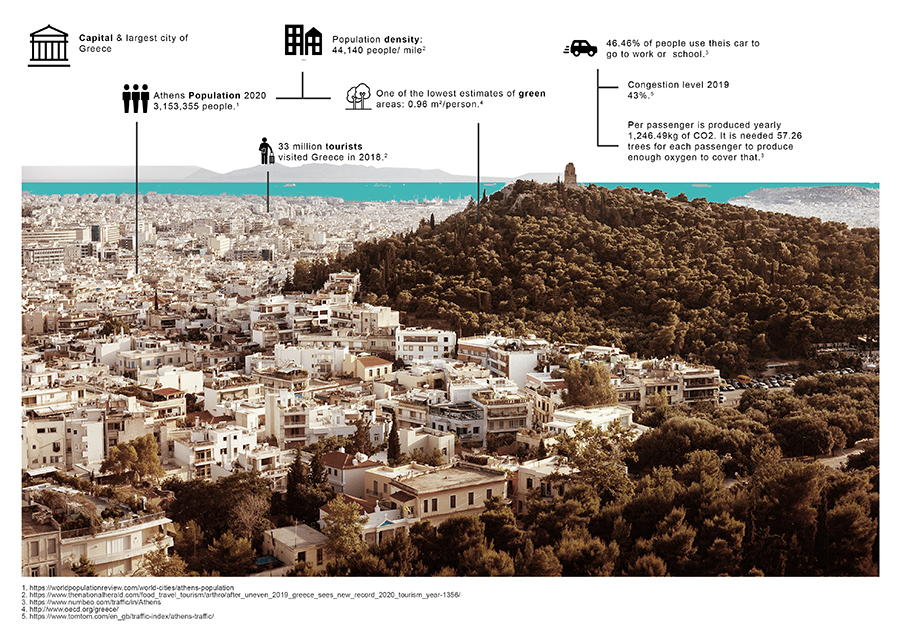 Capital & largest city of
Greece
Population density:
44,140 people/ mile²
46.46% of people use theis car to
go to work or school.³
Athens Population 2020
3,153,355 people.¹
One of the lowest estimates of green
areas: 0.96 m²/person.⁴
Congestion level 2019
43%.⁵
Per passenger is produced yearly
1,246.49kg of CO2. It is needed 57.26
trees for each passenger to produce
enough oxygen to cover that.³
33 million tourists
visited Greece in 2018.²
1. https://worldpopulationreview.com/world-cities/athens-population
2. https://www.thenationalherald.com/food_travel_tourism/arthro/after_uneven_2019_greece_sees_new_record_2020_tourism_year-1356/
3. https://www.numbeo.com/traffic/in/Athens
4. http://www.oecd.org/greece/
5. https://www.tomtom.com/en_gb/traffic-index/athens-traffic/